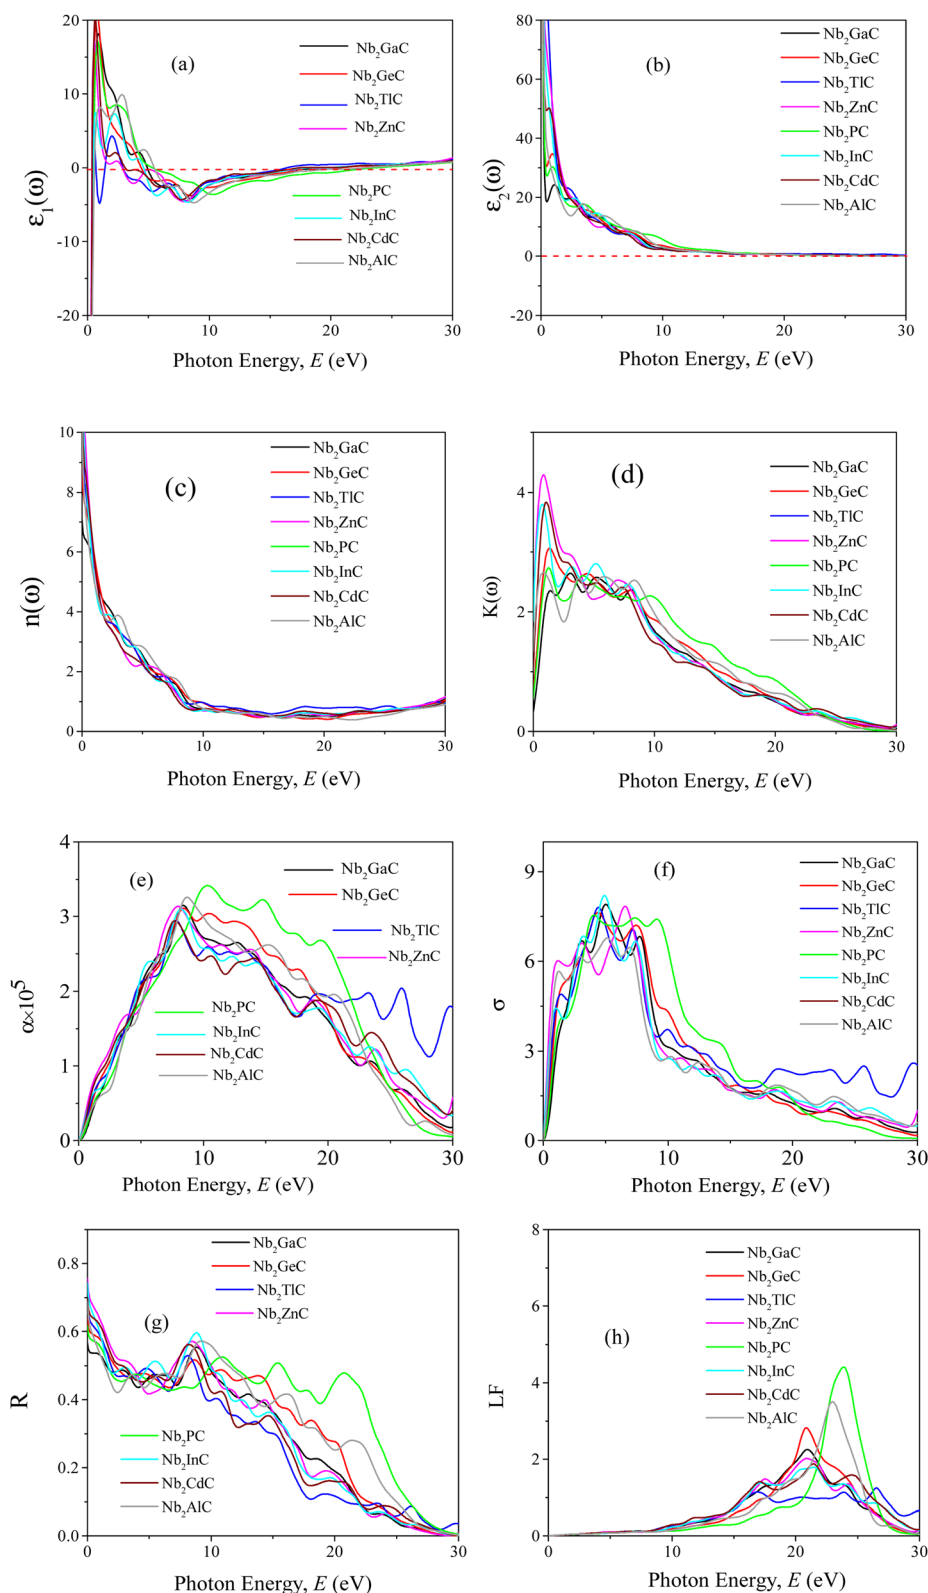 (a)
Nb₂GaC
Nb₂GeC
Nb₂TlC
Nb₂ZnC
Nb₂PC
Nb₂InC
Nb₂CdC
Nb₂AlC
20
10
0
-10
-20
ε₁(ω)
0 10 20 30
Photon Energy, E (eV)
(b)
Nb₂GaC
Nb₂GeC
Nb₂TlC
Nb₂ZnC
Nb₂PC
Nb₂InC
Nb₂CdC
Nb₂AlC
80
60
40
20
0
-20
ε₂(ω)
0 10 20 30
Photon Energy, E (eV)
(c)
Nb₂GaC
Nb₂GeC
Nb₂TlC
Nb₂ZnC
Nb₂PC
Nb₂InC
Nb₂CdC
Nb₂AlC
10
8
6
4
2
0
n(ω)
0 10 20 30
Photon Energy, E (eV)
(d)
Nb₂GaC
Nb₂GeC
Nb₂TlC
Nb₂ZnC
Nb₂PC
Nb₂InC
Nb₂CdC
Nb₂AlC
4
2
0
K(ω)
0 10 20 30
Photon Energy, E (eV)
(e)
Nb₂GaC
Nb₂GeC
Nb₂TlC
Nb₂ZnC
Nb₂PC
Nb₂InC
Nb₂CdC
Nb₂AlC
4
3
2
1
0
α×10⁵
0 10 20 30
Photon Energy, E (eV)
(f)
Nb₂GaC
Nb₂GeC
Nb₂TlC
Nb₂ZnC
Nb₂PC
Nb₂InC
Nb₂CdC
Nb₂AlC
9
6
3
0
σ
0 10 20 30
Photon Energy, E (eV)
(g)
Nb₂GaC
Nb₂GeC
Nb₂TlC
Nb₂ZnC
Nb₂PC
Nb₂InC
Nb₂CdC
Nb₂AlC
0.8
0.6
0.4
0.2
0.0
R
0 10 20 30
Photon Energy, E (eV)
(h)
Nb₂GaC
Nb₂GeC
Nb₂TlC
Nb₂ZnC
Nb₂PC
Nb₂InC
Nb₂CdC
Nb₂AlC
8
6
4
2
0
LF
0 10 20 30
Photon Energy, E (eV)